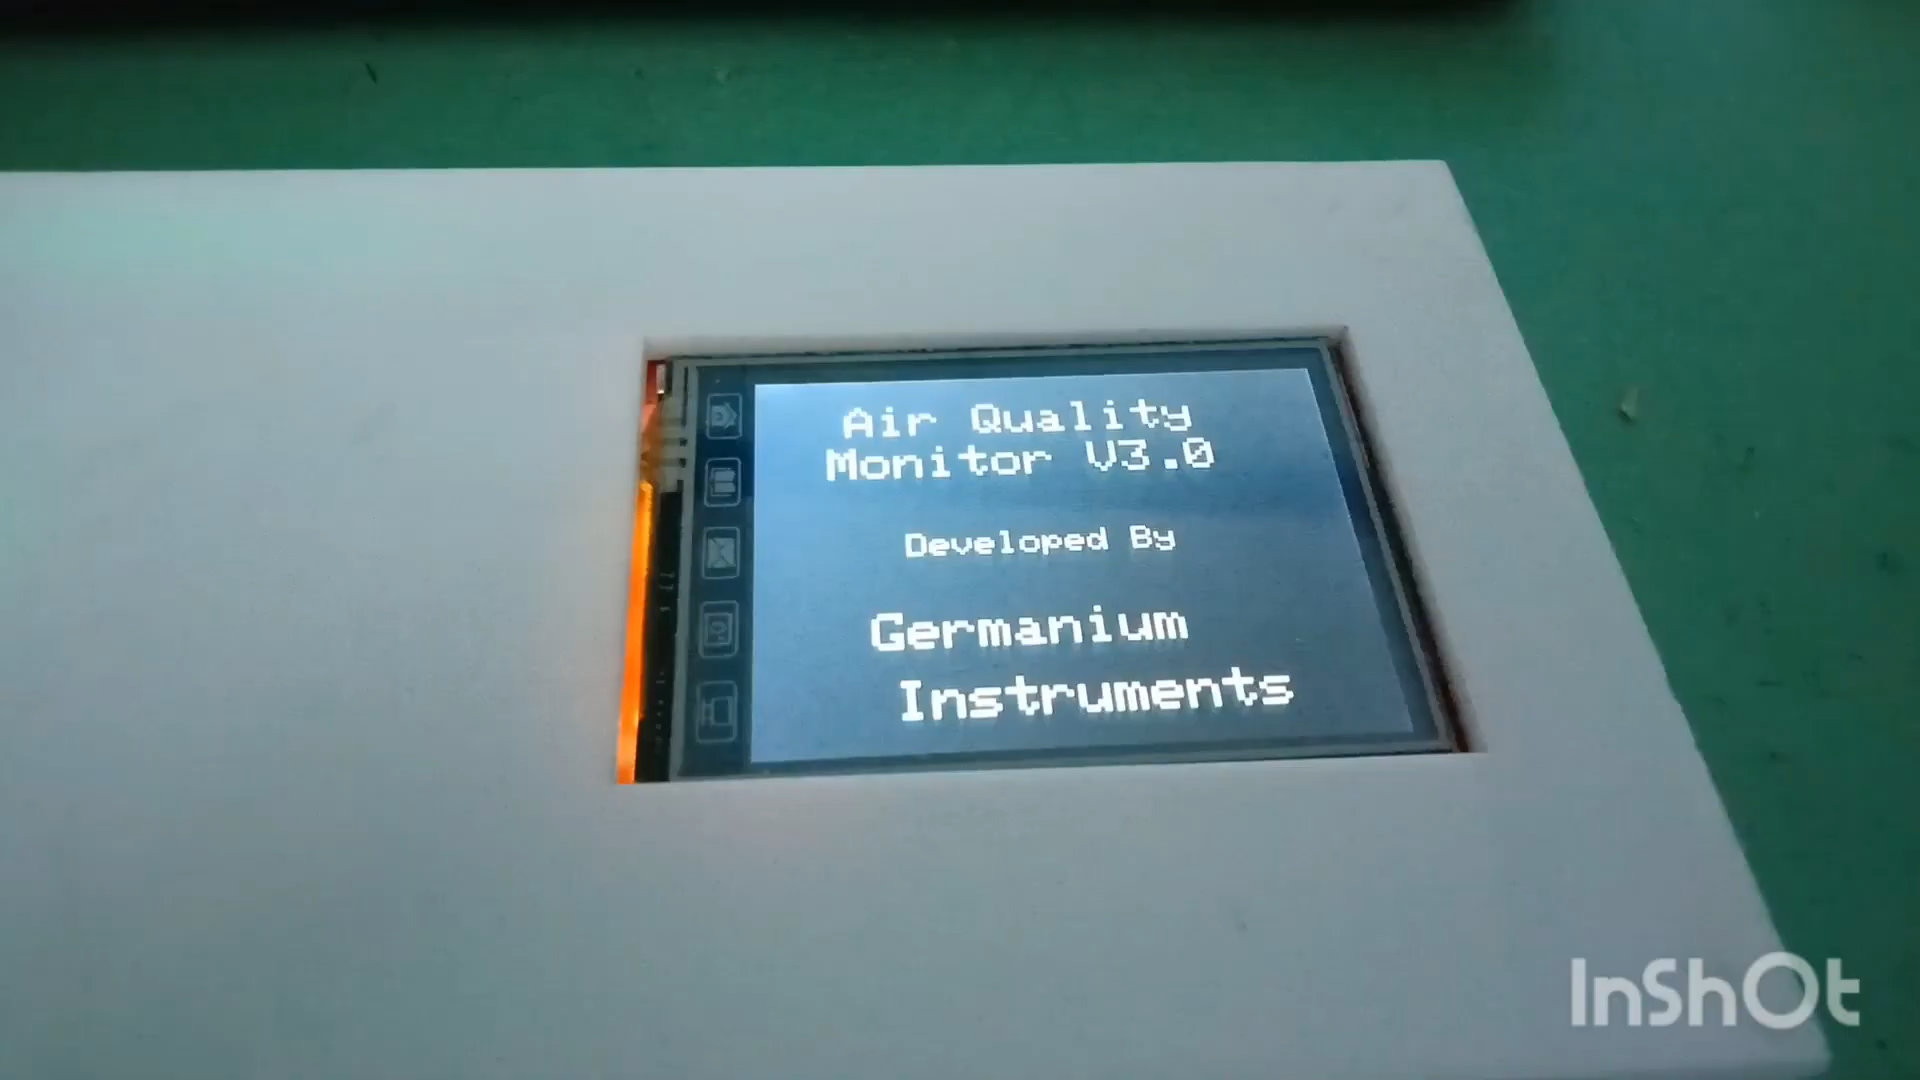 Air Quality
Monitor V3.0
Developed By
Germanium
Instruments
InShOt